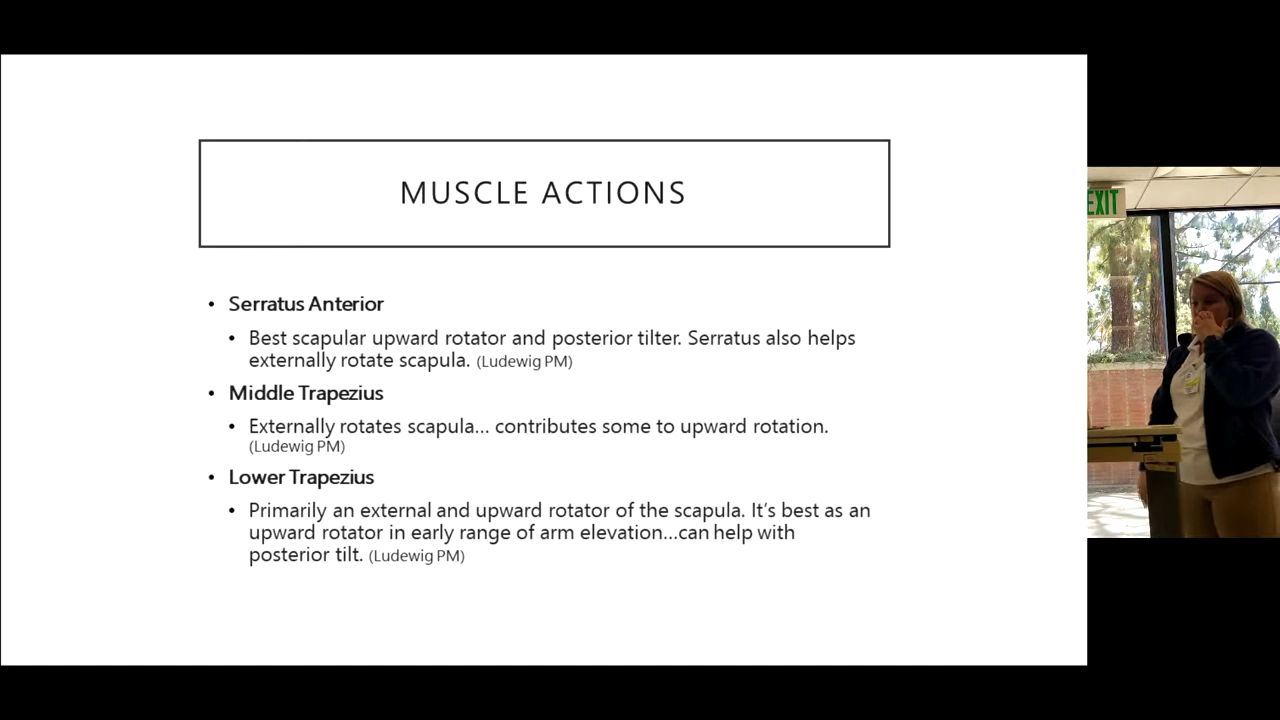 MUSCLE ACTIONS
• Serratus Anterior
• Best scapular upward rotator and posterior tilter. Serratus also helps
externally rotate scapula. (Ludewig PM)
• Middle Trapezius
• Externally rotates scapula... contributes some to upward rotation.
(Ludewig PM)
• Lower Trapezius
• Primarily an external and upward rotator of the scapula. It's best as an
upward rotator in early range of arm elevation...can help with
posterior tilt. (Ludewig PM)
EXIT